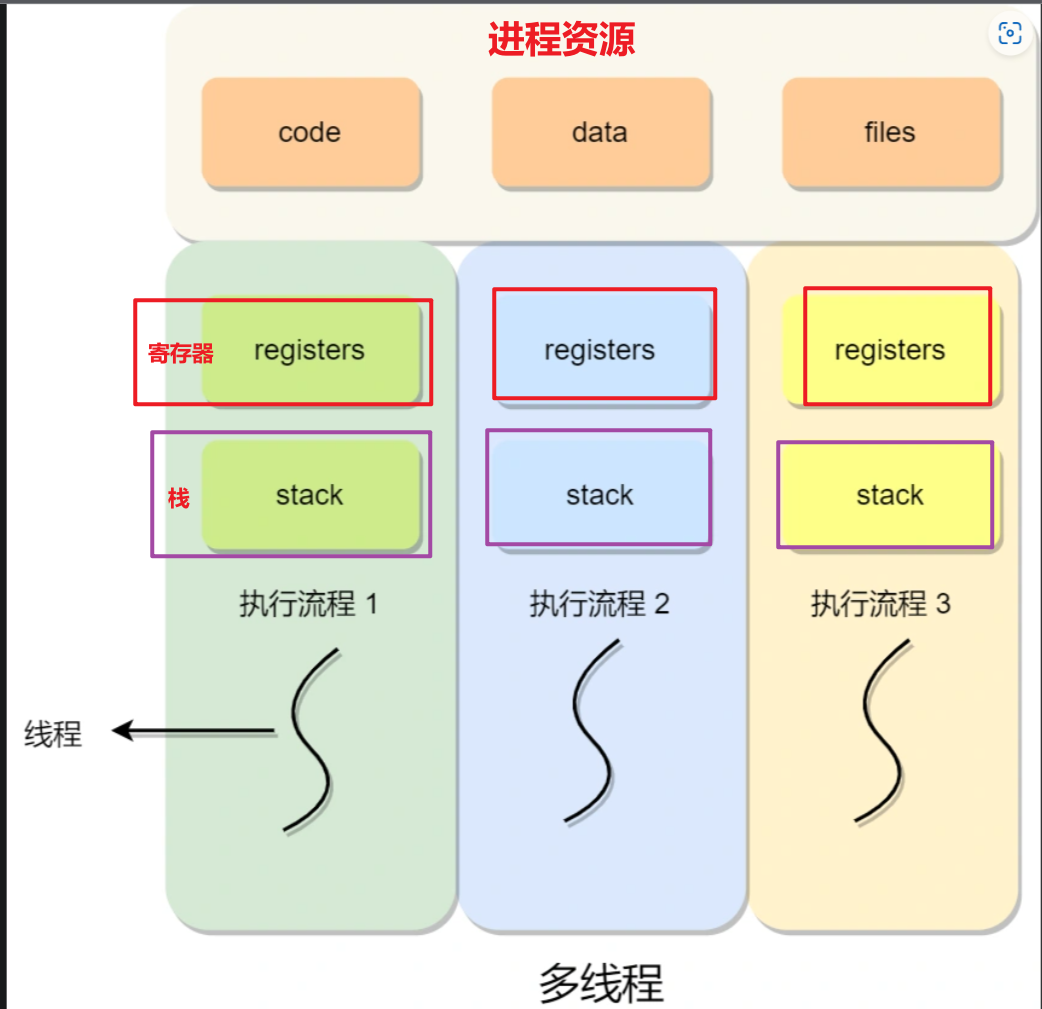 进程资源
code data files
寄存器 registers registers registers
栈 stack stack stack
执行流程 1 执行流程 2 执行流程 3
线程
多线程